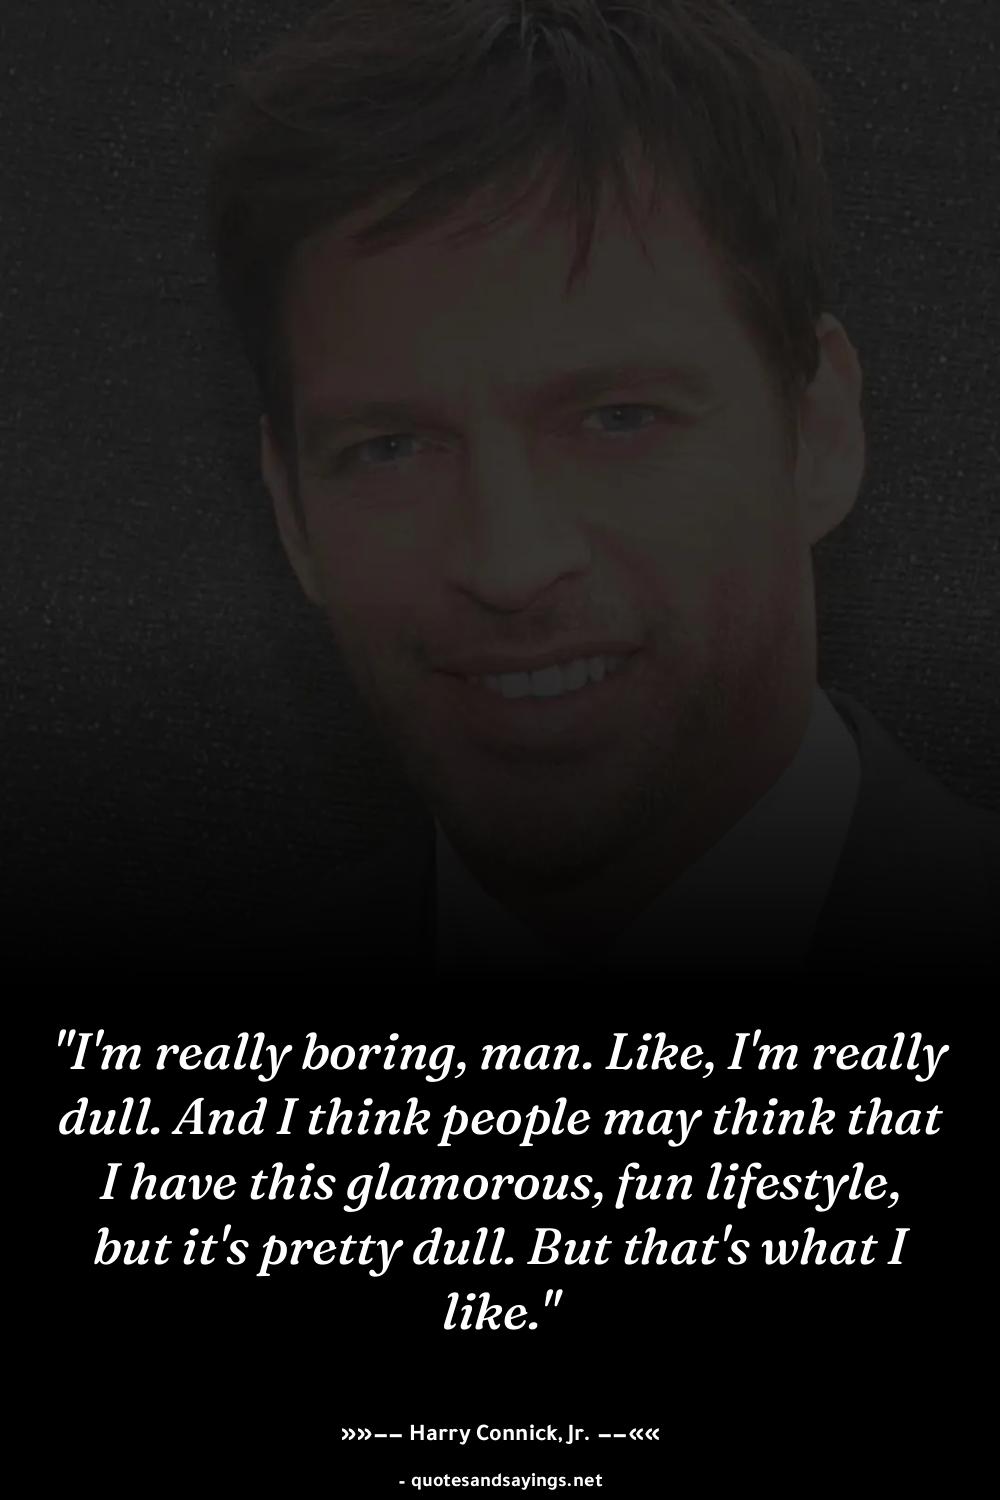 "I'm really boring, man. Like, I'm really
dull. And I think people may think that
I have this glamorous, fun lifestyle,
but it's pretty dull. But that's what I
like."
»»–– Harry Connick, Jr. ––««
- quotesandsayings.net